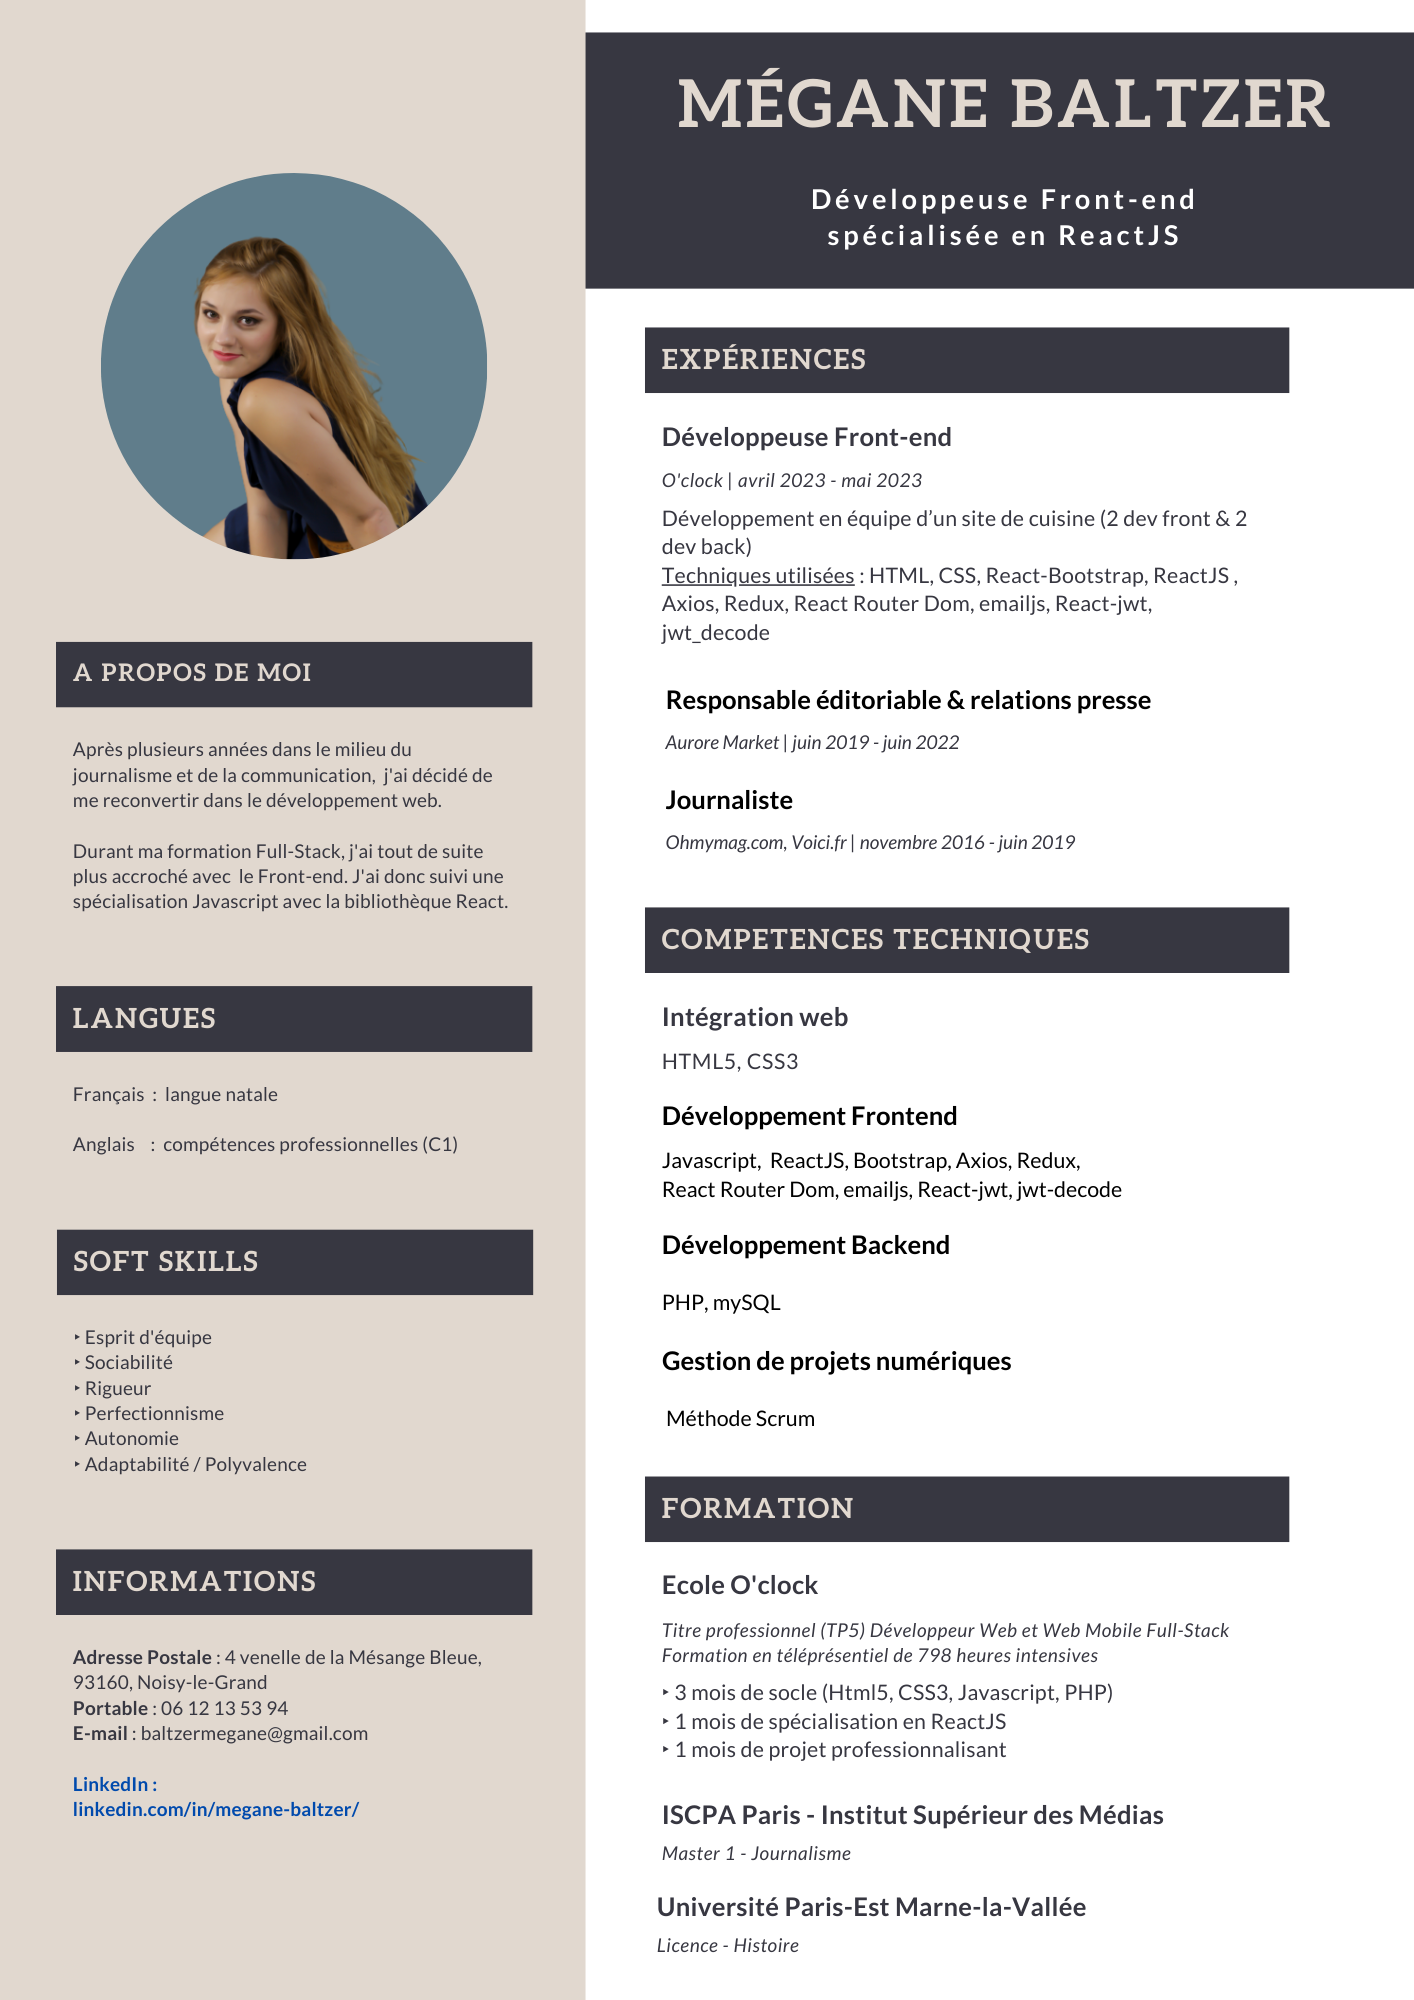 MÉGANE BALTZER
Développeuse Front-end
spécialisée en ReactJS
A PROPOS DE MOI
Après plusieurs années dans le milieu du
journalisme et de la communication, j'ai décidé de
me reconvertir dans le développement web.
Durant ma formation Full-Stack, j'ai tout de suite
plus accroché avec le Front-end. J'ai donc suivi une
spécialisation Javascript avec la bibliothèque React.
LANGUES
Français : langue natale
Anglais : compétences professionnelles (C1)
SOFT SKILLS
‣ Esprit d'équipe
‣ Sociabilité
‣ Rigueur
‣ Perfectionnisme
‣ Autonomie
‣ Adaptabilité / Polyvalence
INFORMATIONS
Adresse Postale : 4 venelle de la Mésange Bleue,
93160, Noisy-le-Grand
Portable : 06 12 13 53 94
E-mail : baltzermegane@gmail.com
LinkedIn :
linkedin.com/in/megane-baltzer/
EXPÉRIENCES
Développeuse Front-end
O'clock | avril 2023 - mai 2023
Développement en équipe d’un site de cuisine (2 dev front & 2
dev back)
Techniques utilisées : HTML, CSS, React-Bootstrap, ReactJS ,
Axios, Redux, React Router Dom, emailjs, React-jwt,
jwt_decode
Responsable éditoriable & relations presse
Aurore Market | juin 2019 - juin 2022
Journaliste
Ohmymag.com, Voici.fr | novembre 2016 - juin 2019
COMPETENCES TECHNIQUES
Intégration web
HTML5, CSS3
Développement Frontend
Javascript, ReactJS, Bootstrap, Axios, Redux,
React Router Dom, emailjs, React-jwt, jwt-decode
Développement Backend
PHP, mySQL
Gestion de projets numériques
Méthode Scrum
FORMATION
Ecole O'clock
Titre professionnel (TP5) Développeur Web et Web Mobile Full-Stack
Formation en téléprésentiel de 798 heures intensives
‣ 3 mois de socle (Html5, CSS3, Javascript, PHP)
‣ 1 mois de spécialisation en ReactJS
‣ 1 mois de projet professionnalisant
ISCPA Paris - Institut Supérieur des Médias
Master 1 - Journalisme
Université Paris-Est Marne-la-Vallée
Licence - Histoire